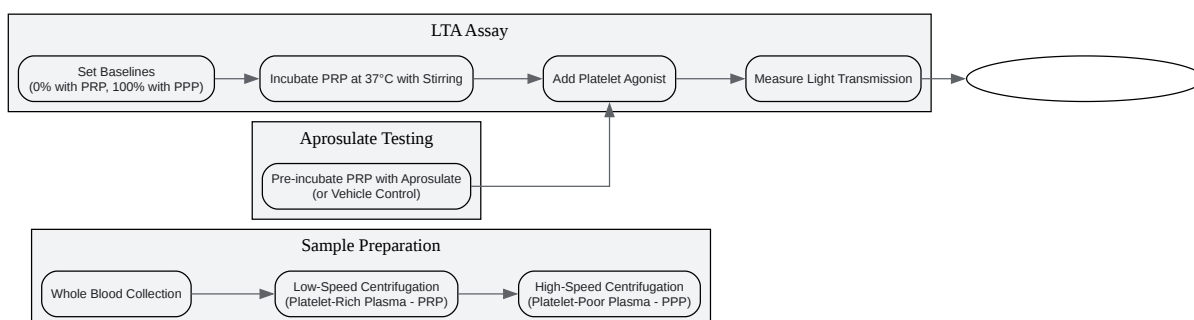 LTA Assay
Set Baselines
(0% with PRP, 100% with PPP)
Incubate PRP at 37°C with Stirring
Add Platelet Agonist
Measure Light Transmission
Aprosulate Testing
Pre-incubate PRP with Aprosulate
(or Vehicle Control)
Sample Preparation
Whole Blood Collection
Low-Speed Centrifugation
(Platelet-Rich Plasma - PRP)
High-Speed Centrifugation
(Platelet-Poor Plasma - PPP)